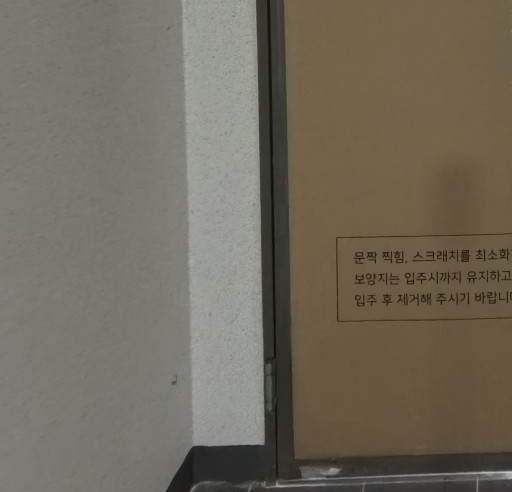 문짝 찍힘, 스크래치를 최소화
보양지는 입주시까지 유지하고
입주 후 제거해 주시기 바랍니